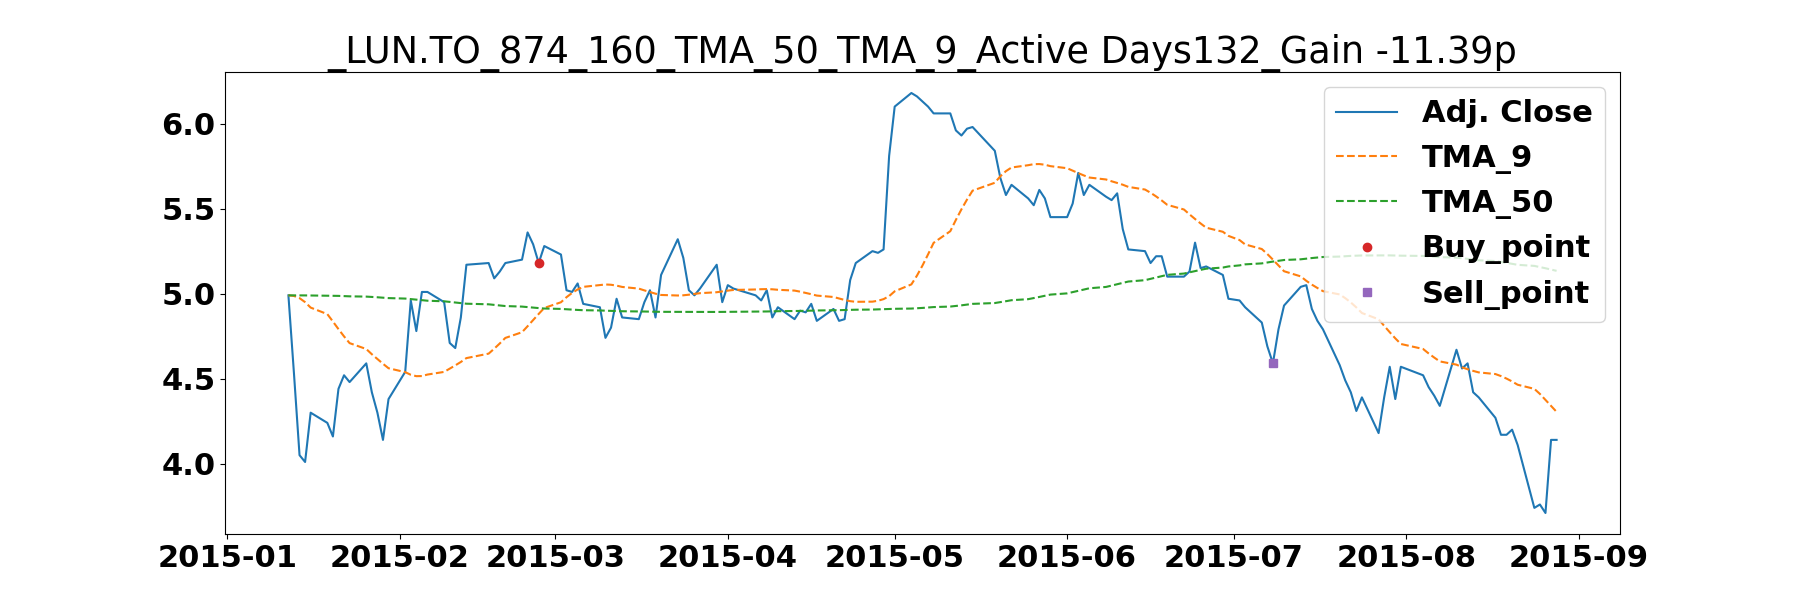 _LUN.TO_874_160_TMA_50_TMA_9_Active Days132_Gain -11.39p
6.0
5.5
5.0
4.5
4.0
Adj. Close
TMA_9
TMA_50
Buy_point
Sell_point
2015-01 2015-02 2015-03 2015-04 2015-05 2015-06 2015-07 2015-08 2015-09